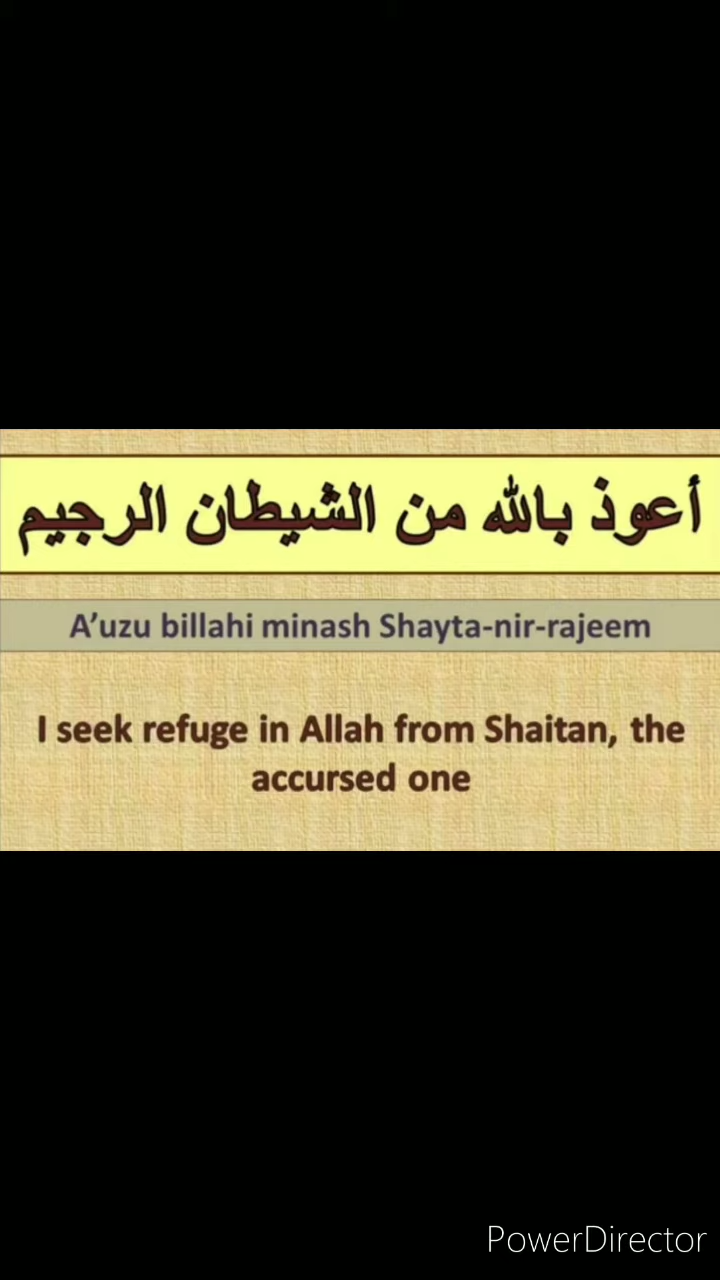 أعوذ بالله من الشيطان الرجيم
A’uzu billahi minash Shayta-nir-rajeem
I seek refuge in Allah from Shaitan, the
accursed one
PowerDirector